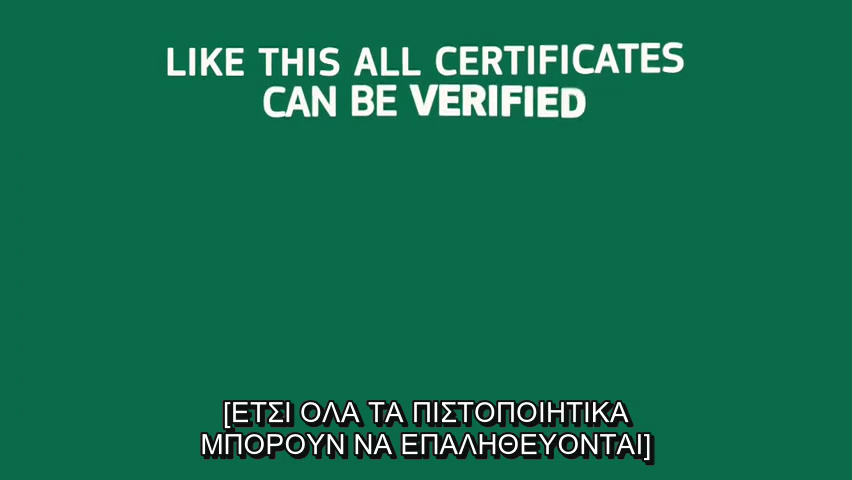 LIKE THIS ALL CERTIFICATES
CAN BE VERIFIED
[ΕΤΣΙ ΟΛΑ ΤΑ ΠΙΣΤΟΠΟΙΗΤΙΚΑ
ΜΠΟΡΟΥΝ ΝΑ ΕΠΑΛΗΘΕΥΟΝΤΑΙ]